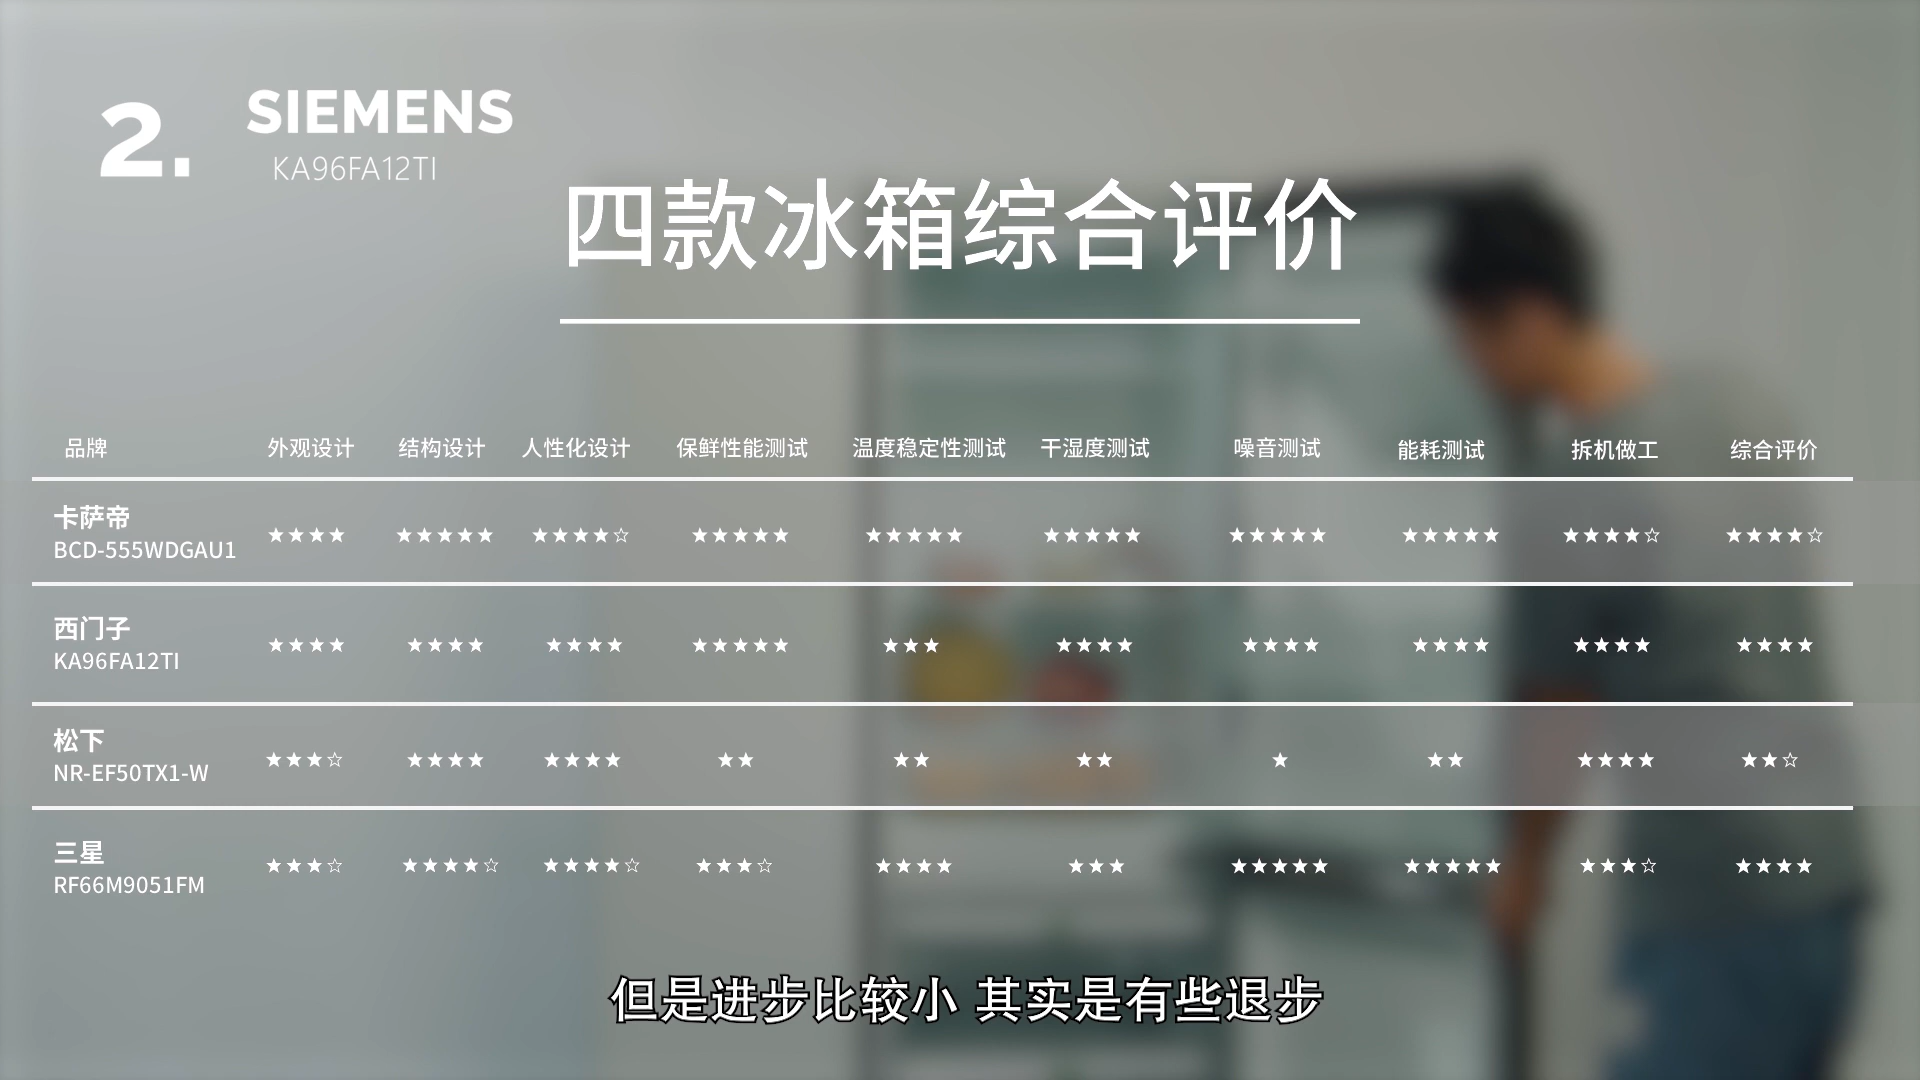 2. SIEMENS
KA96FA12TI
四款冰箱综合评价
品牌 外观设计 结构设计 人性化设计 保鲜性能测试 温度稳定性测试 干湿度测试 噪音测试 能耗测试 拆机做工 综合评价
卡萨帝
BCD-555WDGAU1 ★★★★ ★★★★★ ★★★★☆ ★★★★★ ★★★★★ ★★★★★ ★★★★★ ★★★★★ ★★★★☆ ★★★★☆
西门子
KA96FA12TI ★★★★ ★★★★ ★★★★ ★★★★★ ★★★ ★★★★ ★★★★ ★★★★ ★★★★ ★★★★
松下
NR-EF50TX1-W ★★★☆ ★★★★ ★★★★ ★★ ★★ ★★ ★ ★★ ★★★★ ★★☆
三星
RF66M9051FM ★★★☆ ★★★★☆ ★★★★☆ ★★★☆ ★★★★ ★★★ ★★★★★ ★★★★★ ★★★☆ ★★★★
但是进步比较小 其实是有些退步